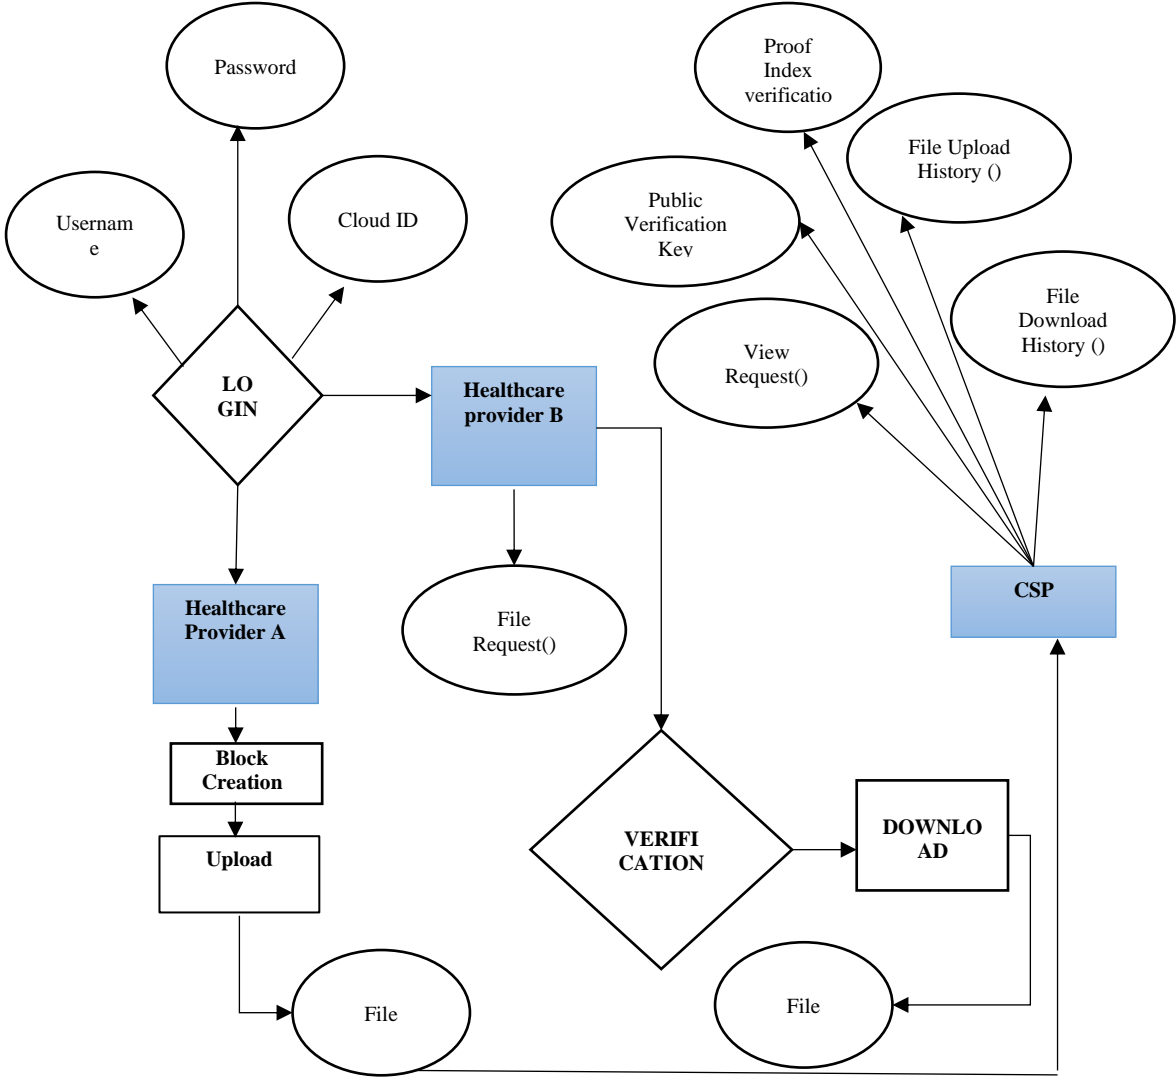 Password
Proof
Index
verificatio
File Upload
History ()
Usernam
e
Cloud ID
Public
Verification
Key
File
Download
History ()
View
Request()
LO
GIN
Healthcare
provider B
Healthcare
Provider A
File
Request()
CSP
Block
Creation
Upload
VERIFI
CATION
DOWNLO
AD
File
File